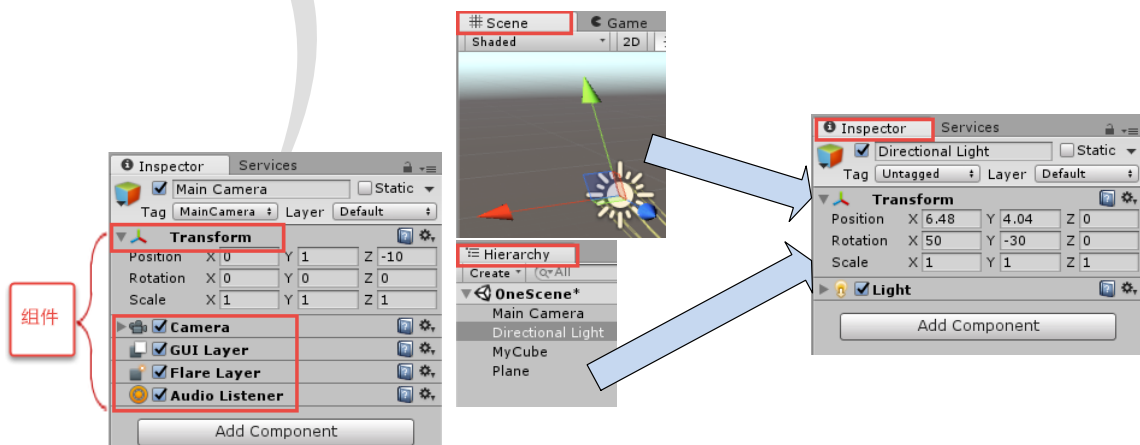 组件
Inspector Services
Main Camera Static
Tag MainCamera Layer Default
Transform
Position X 0 Y 1 Z -10
Rotation X 0 Y 0 Z 0
Scale X 1 Y 1 Z 1
Camera
GUI Layer
Flare Layer
Audio Listener
Add Component
Scene Game
Shaded 2D
Hierarchy
Create All
OneScene*
Main Camera
Directional Light
MyCube
Plane
Inspector Services
Directional Light Static
Tag Untagged Layer Default
Transform
Position X 6.48 Y 4.04 Z 0
Rotation X 50 Y -30 Z 0
Scale X 1 Y 1 Z 1
Light
Add Component